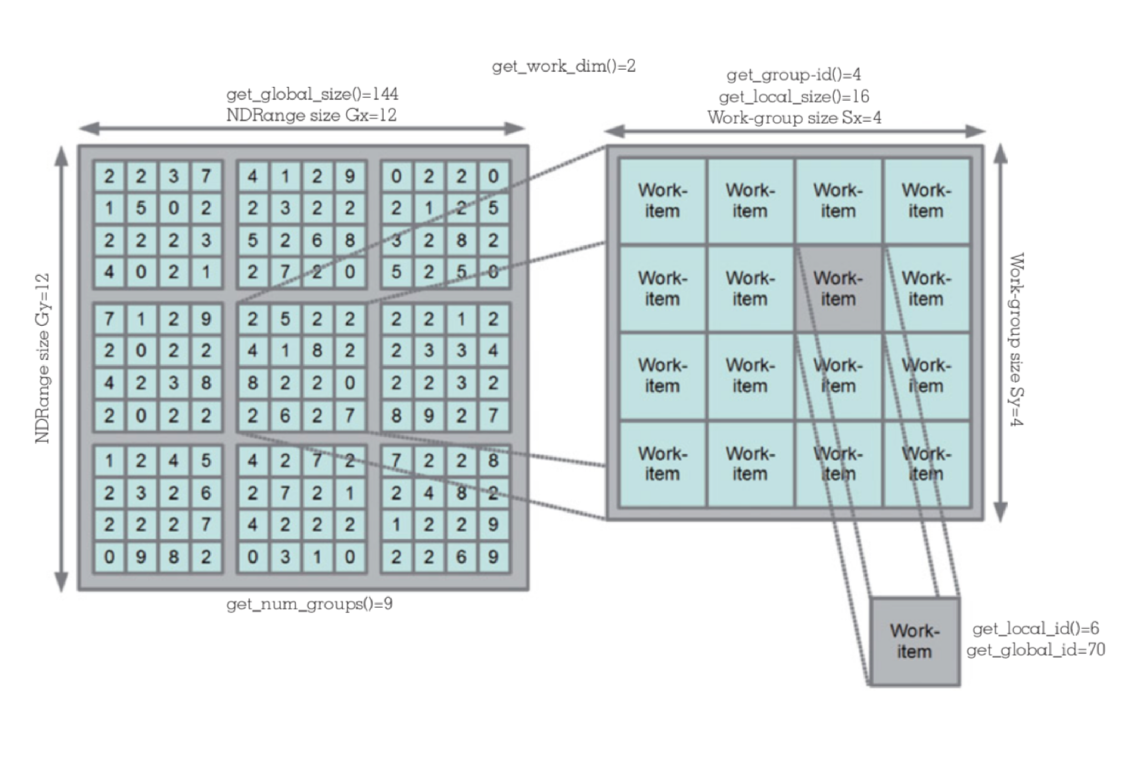 get_work_dim()=2
get_group-id()=4
get_local_size()=16
Work-group size Sx=4
get_global_size()=144
NDRange size Gx=12
NDRange size Gy=12
2 2 3 7 4 1 2 9 0 2 2 0
1 5 0 2 2 3 2 2 2 1 2 5
2 2 2 3 5 2 6 8 3 2 8 2
4 0 2 1 2 7 2 0 5 2 5 0
7 1 2 9 2 5 2 2 2 2 1 2
2 0 2 2 4 1 8 2 2 3 3 4
4 2 3 8 8 2 2 0 2 2 3 2
2 0 2 2 2 6 2 7 8 9 2 7
1 2 4 5 4 2 7 2 7 2 2 8
2 3 2 6 2 7 2 1 2 4 8 2
2 2 2 7 4 2 2 2 1 2 2 9
0 9 8 2 0 3 1 0 2 2 6 9
get_num_groups()=9
Work- Work- Work- Work-
item item item item
Work- Work- Work- Work-
item item item item
Work- Work- Work- Work-
item item item item
Work- Work- Work- Work-
item item item item
Work-group size Sy=4
Work-
item
get_local_id()=6
get_global_id=70